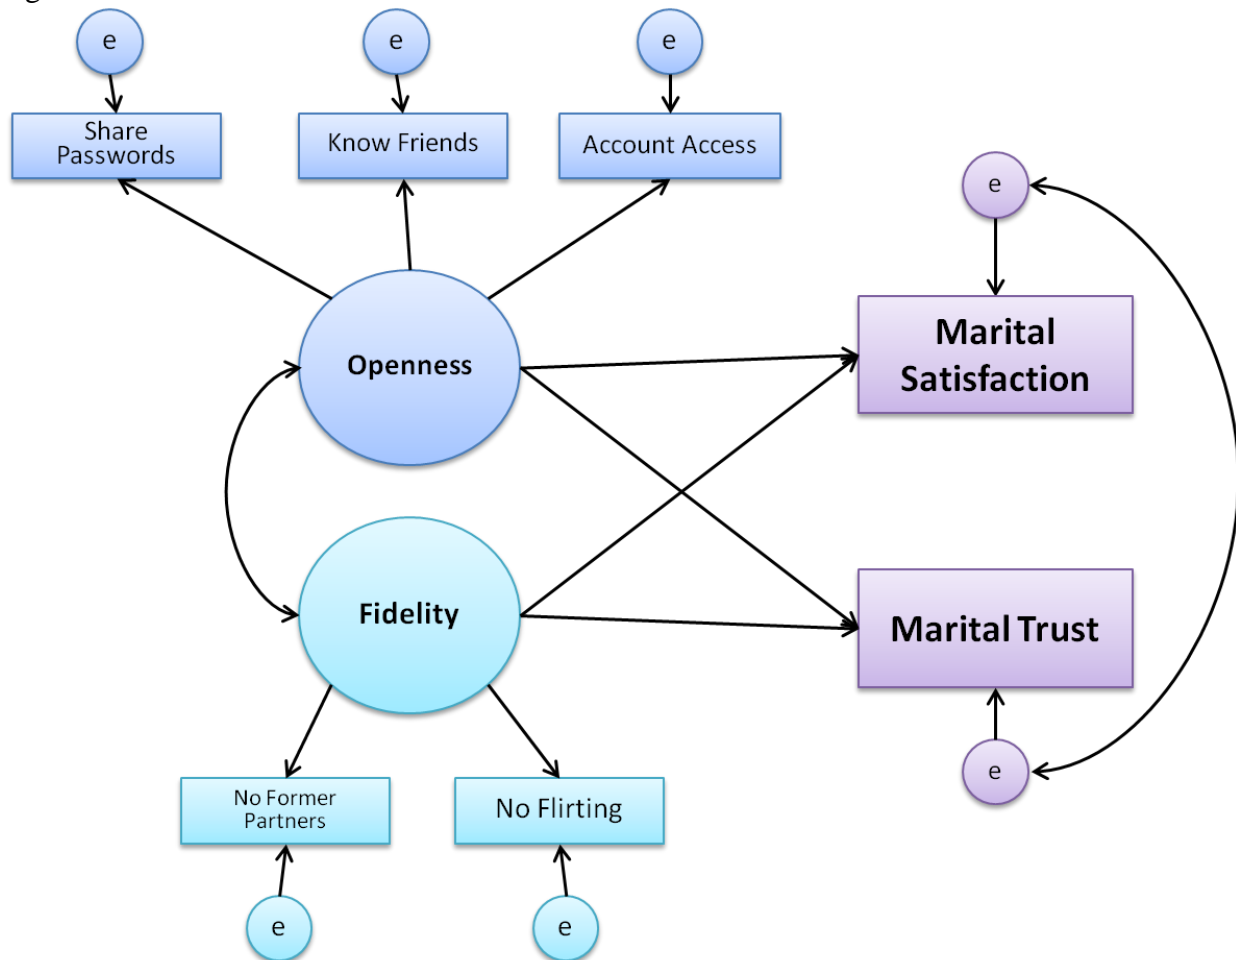 e
e
e
Share
Passwords
Know Friends
Account Access
e
Marital
Satisfaction
Openness
Fidelity
Marital Trust
e
No Former
Partners
No Flirting
e
e